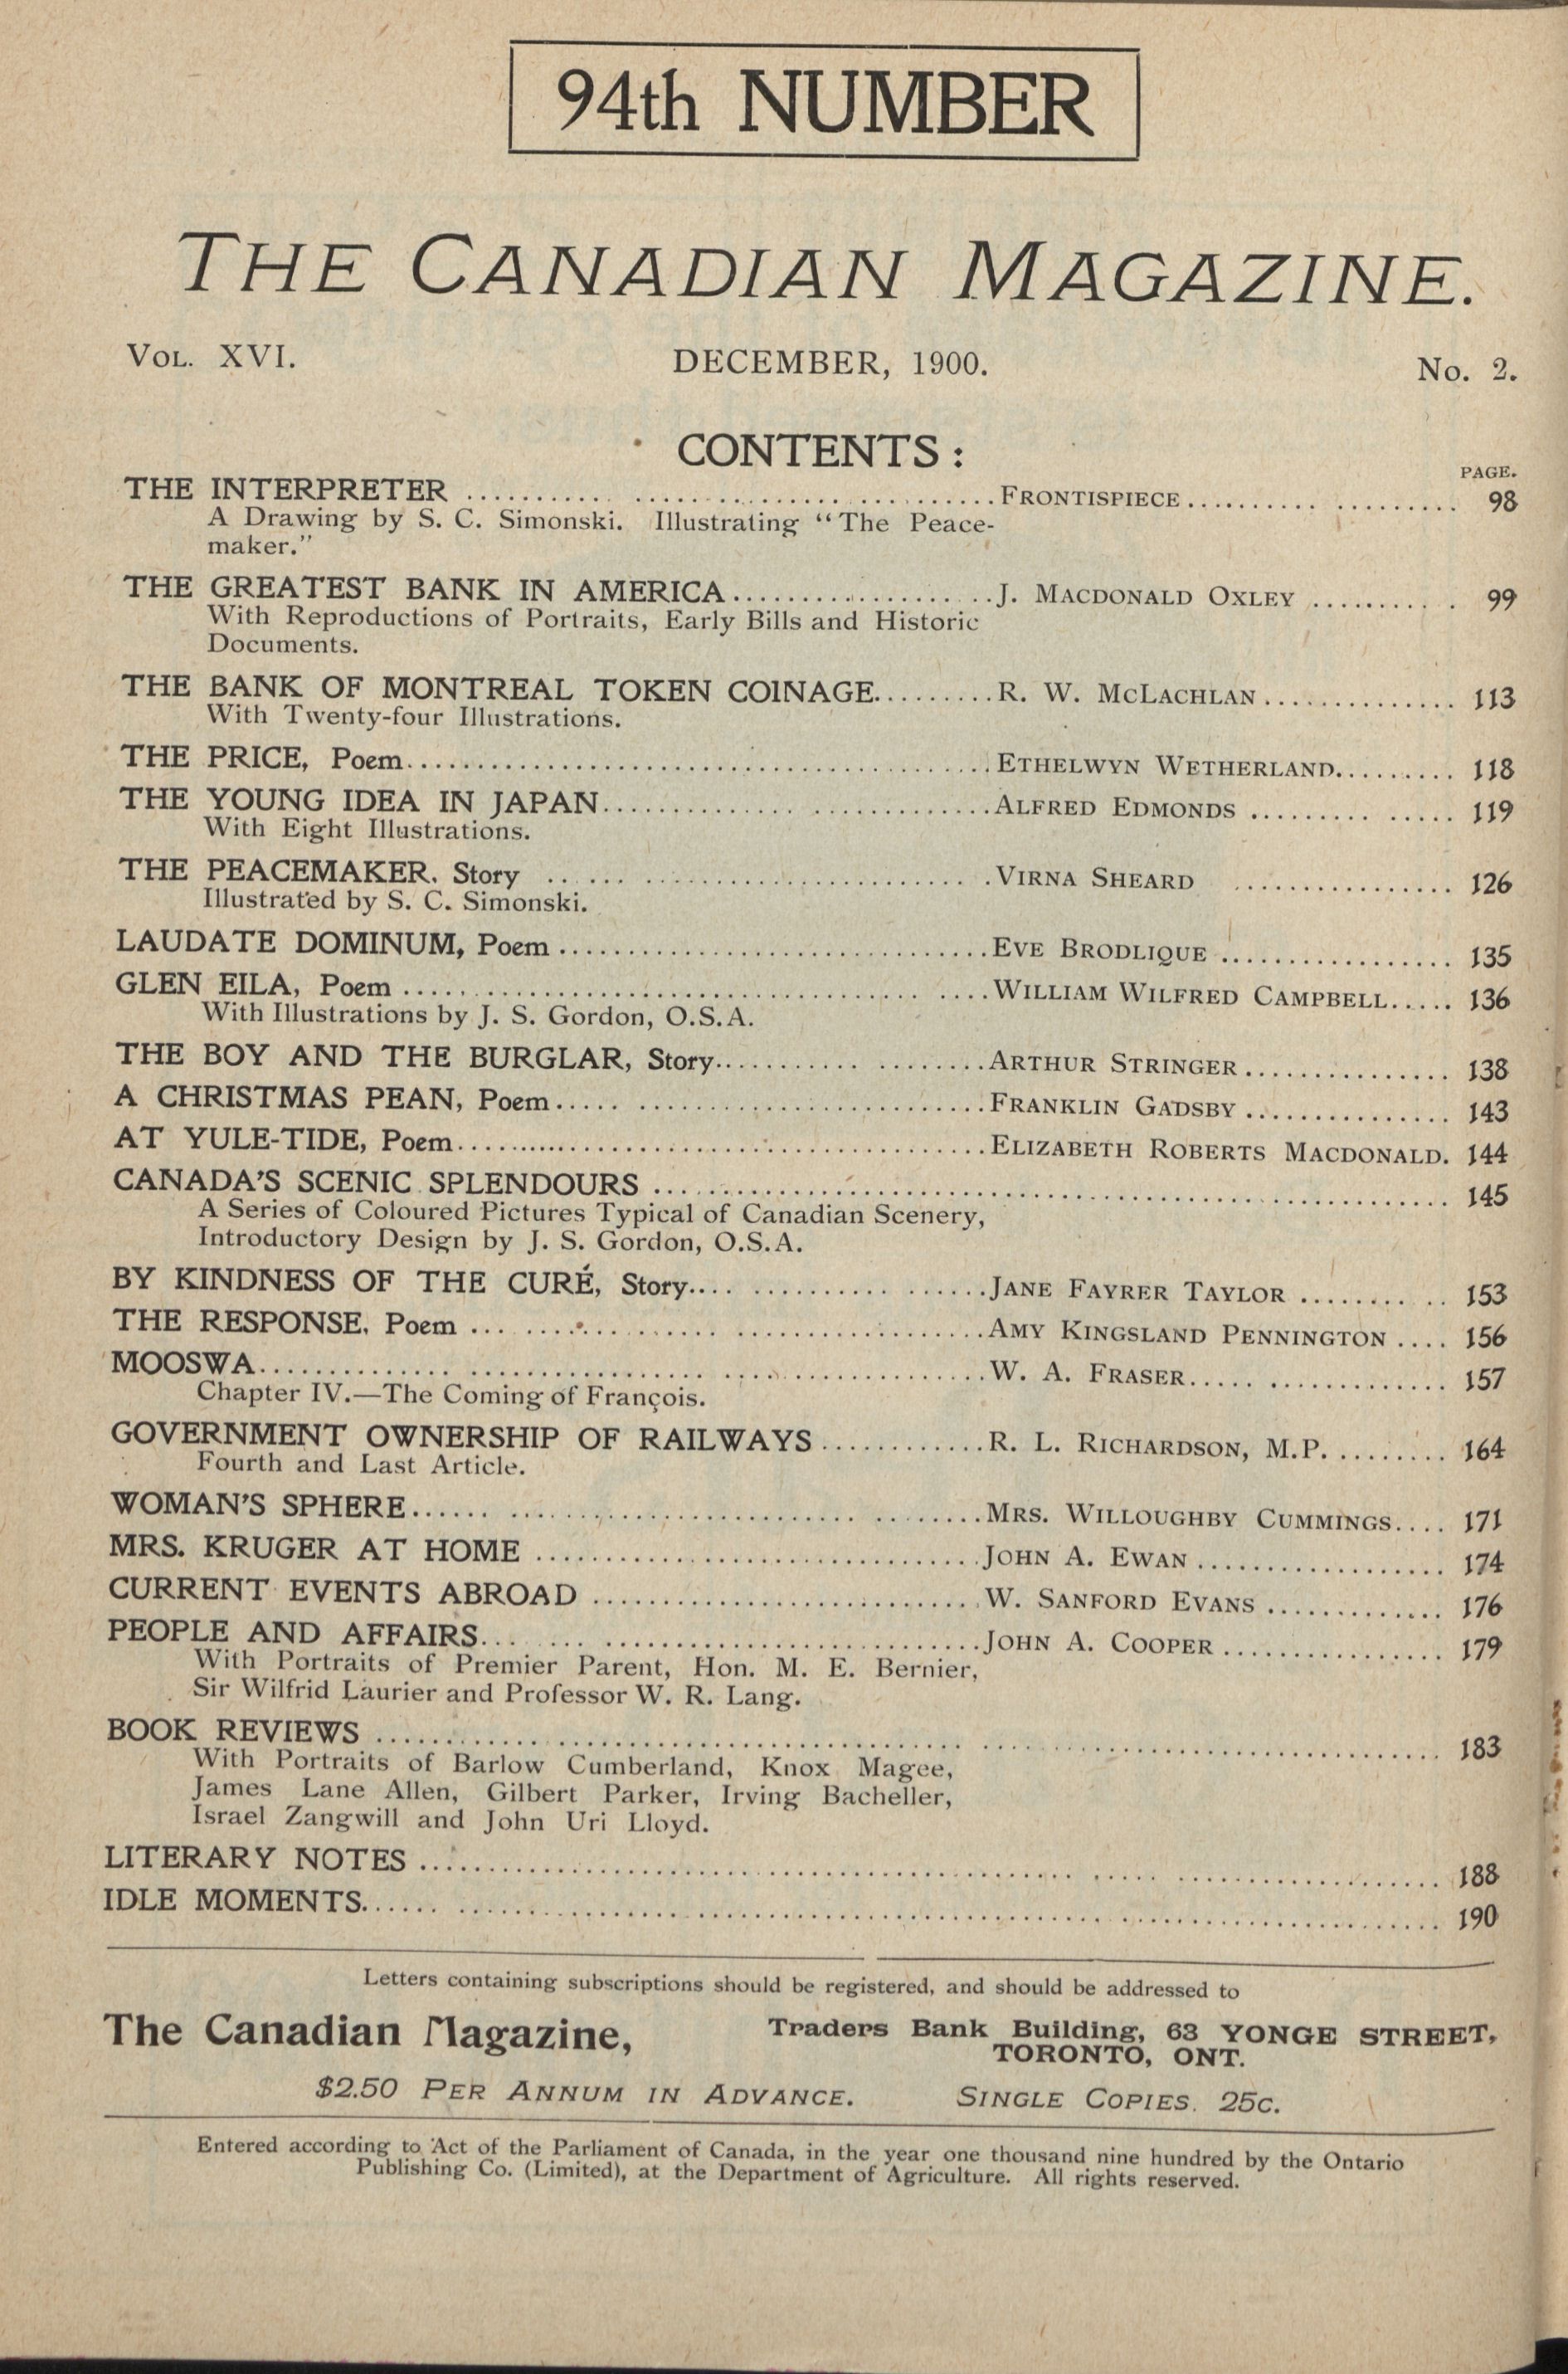 94th NUMBER
THE CANADIAN MAGAZINE.
VOL. XVI. DECEMBER, 1900. No. 2.
CONTENTS:
PAGE.
THE INTERPRETER .......... FRONTISPIECE.......... 98
A Drawing by S. C. Simonski. Illustrating "The Peace-
maker."
THE GREATEST BANK IN AMERICA.......... J. MACDONALD OXLEY .......... 99
With Reproductions of Portraits, Early Bills and Historic
Documents.
THE BANK OF MONTREAL TOKEN COINAGE.......... R. W. MCLACHLAN.......... 113
With Twenty-four Illustrations.
THE PRICE, Poem.......... ETHELWYN WETHERLAND.......... 118
THE YOUNG IDEA IN JAPAN.......... ALFRED EDMONDS .......... 119
With Eight Illustrations.
THE PEACEMAKER. Story .......... VIRNA SHEARD .......... 126
Illustrated by S. C. Simonski.
LAUDATE DOMINUM, Poem .......... EVE BRODLIQUE .......... 135
GLEN EILA, Poem .......... WILLIAM WILFRED CAMPBELL..... 136
With Illustrations by J. S. Gordon, O.S.A.
THE BOY AND THE BURGLAR, Story.......... ARTHUR STRINGER.......... 138
A CHRISTMAS PEAN, Poem.......... FRANKLIN GADSBY .......... 143
AT YULE-TIDE, Poem.......... ELIZABETH ROBERTS MACDONALD. 144
CANADA'S SCENIC SPLENDOURS .......... 145
A Series of Coloured Pictures Typical of Canadian Scenery,
Introductory Design by J. S. Gordon, O.S.A.
BY KINDNESS OF THE CURÉ, Story.......... JANE FAYRER TAYLOR .......... 153
THE RESPONSE. Poem .......... AMY KINGSLAND PENNINGTON .... 156
MOOSWA.......... W. A. FRASER.......... 157
Chapter IV.—The Coming of François.
GOVERNMENT OWNERSHIP OF RAILWAYS.......... R. L. RICHARDSON, M.P. .......... 164
Fourth and Last Article.
WOMAN'S SPHERE.......... MRS. WILLOUGHBY CUMMINGS.... 171
MRS. KRUGER AT HOME .......... JOHN A. EWAN.......... 174
CURRENT EVENTS ABROAD .......... W. SANFORD EVANS .......... 176
PEOPLE AND AFFAIRS.......... JOHN A. COOPER.......... 179
With Portraits of Premier Parent, Hon. M. E. Bernier,
Sir Wilfrid Laurier and Professor W. R. Lang.
BOOK REVIEWS .......... 183
With Portraits of Barlow Cumberland, Knox Magee,
James Lane Allen, Gilbert Parker, Irving Bacheller,
Israel Zangwill and John Uri Lloyd.
LITERARY NOTES .......... 188
IDLE MOMENTS.......... 190
Letters containing subscriptions should be registered, and should be addressed to
The Canadian Magazine, Traders Bank Building, 63 YONGE STREET,
TORONTO, ONT.
$2.50 PER ANNUM IN ADVANCE. SINGLE COPIES. 25C.
Entered according to Act of the Parliament of Canada, in the year one thousand nine hundred by the Ontario
Publishing Co. (Limited), at the Department of Agriculture. All rights reserved.